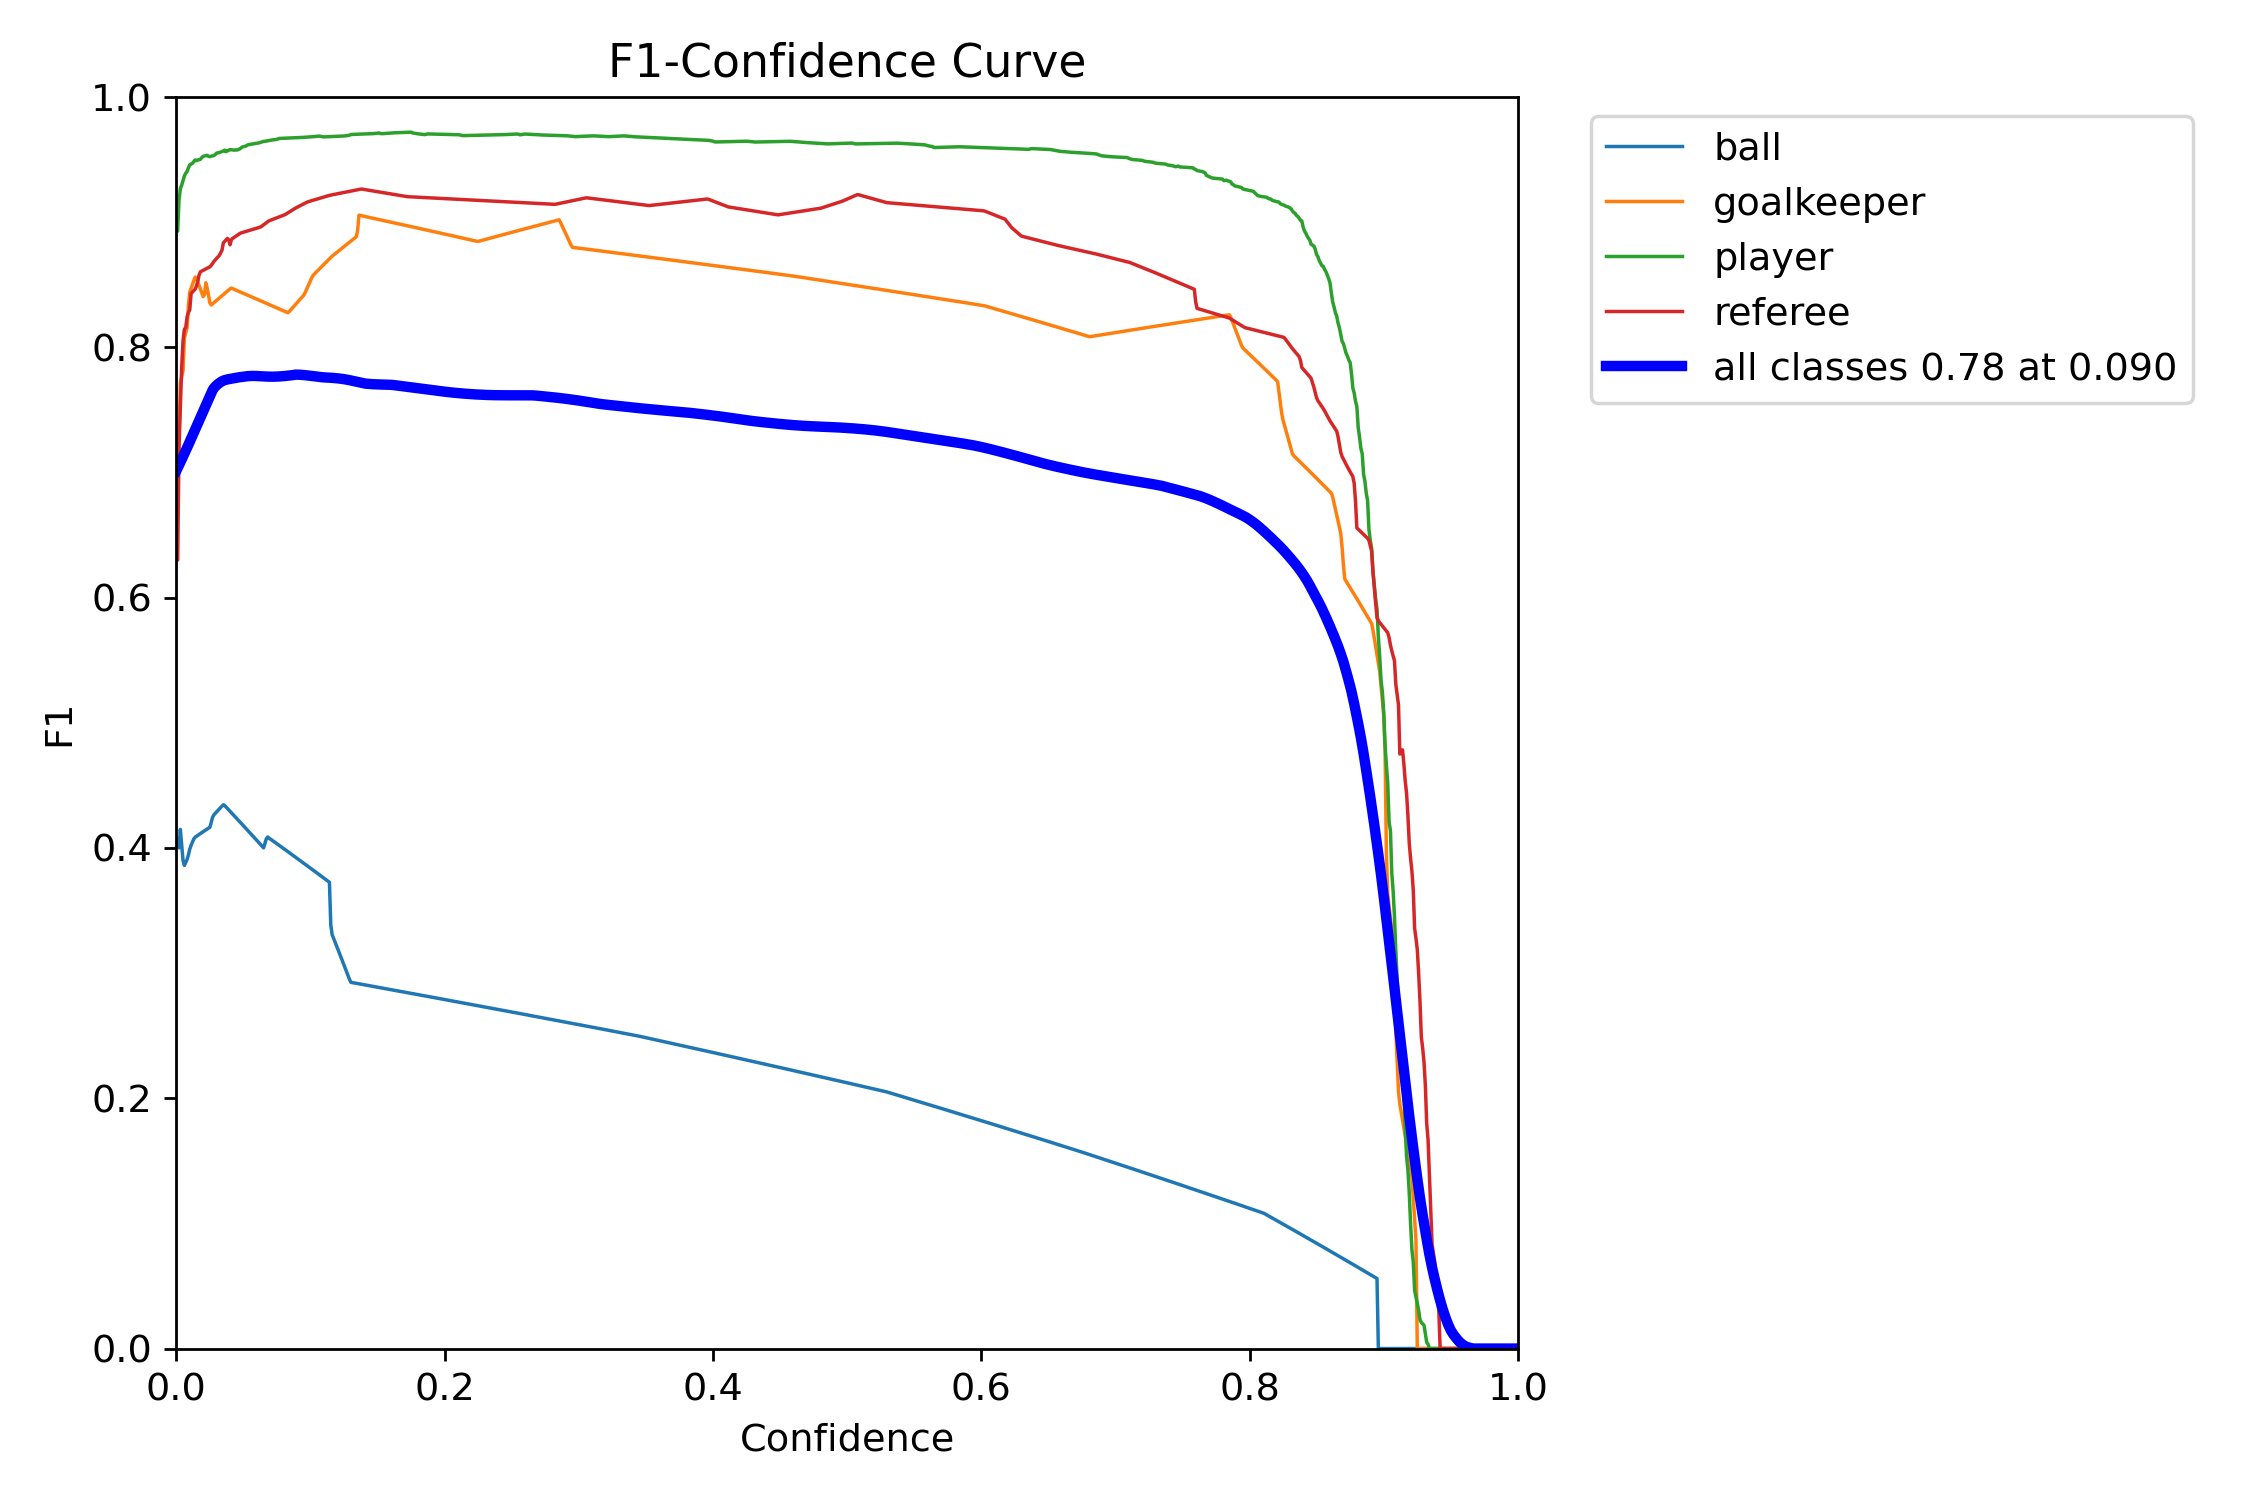 F1-Confidence Curve
1.0
0.8
0.6
0.4
0.2
0.0
F1
0.0 0.2 0.4 0.6 0.8 1.0
Confidence
ball
goalkeeper
player
referee
all classes 0.78 at 0.090